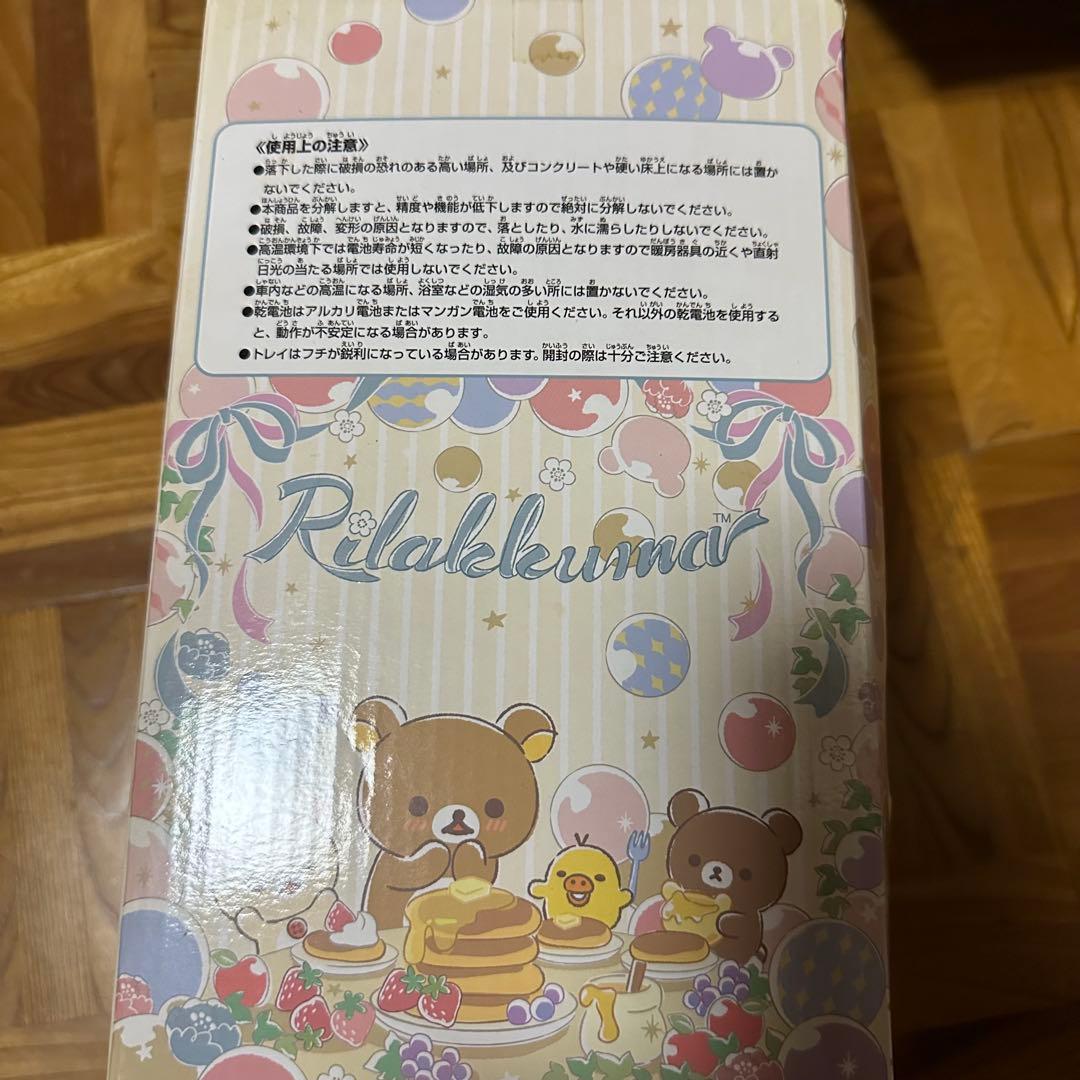 《使用上の注意》
●落下した際に破損の恐れのある高い場所、及びコンクリートや硬い床上になる場所には置か
ないでください。
●本商品を分解しますと、精度や機能が低下しますので絶対に分解しないでください。
●破損、故障、変形の原因となりますので、落としたり、水に濡らしたりしないでください。
●高温環境下では電池寿命が短くなったり、故障の原因となりますので暖房器具の近くや直射
日光の当たる場所では使用しないでください。
●車内などの高温になる場所、浴室などの湿気の多い所には置かないでください。
●乾電池はアルカリ電池またはマンガン電池をご使用ください。それ以外の乾電池を使用する
と、動作が不安定になる場合があります。
●トレイはフチが鋭利になっている場合があります。開封の際は十分ご注意ください。
Rilakkuma™